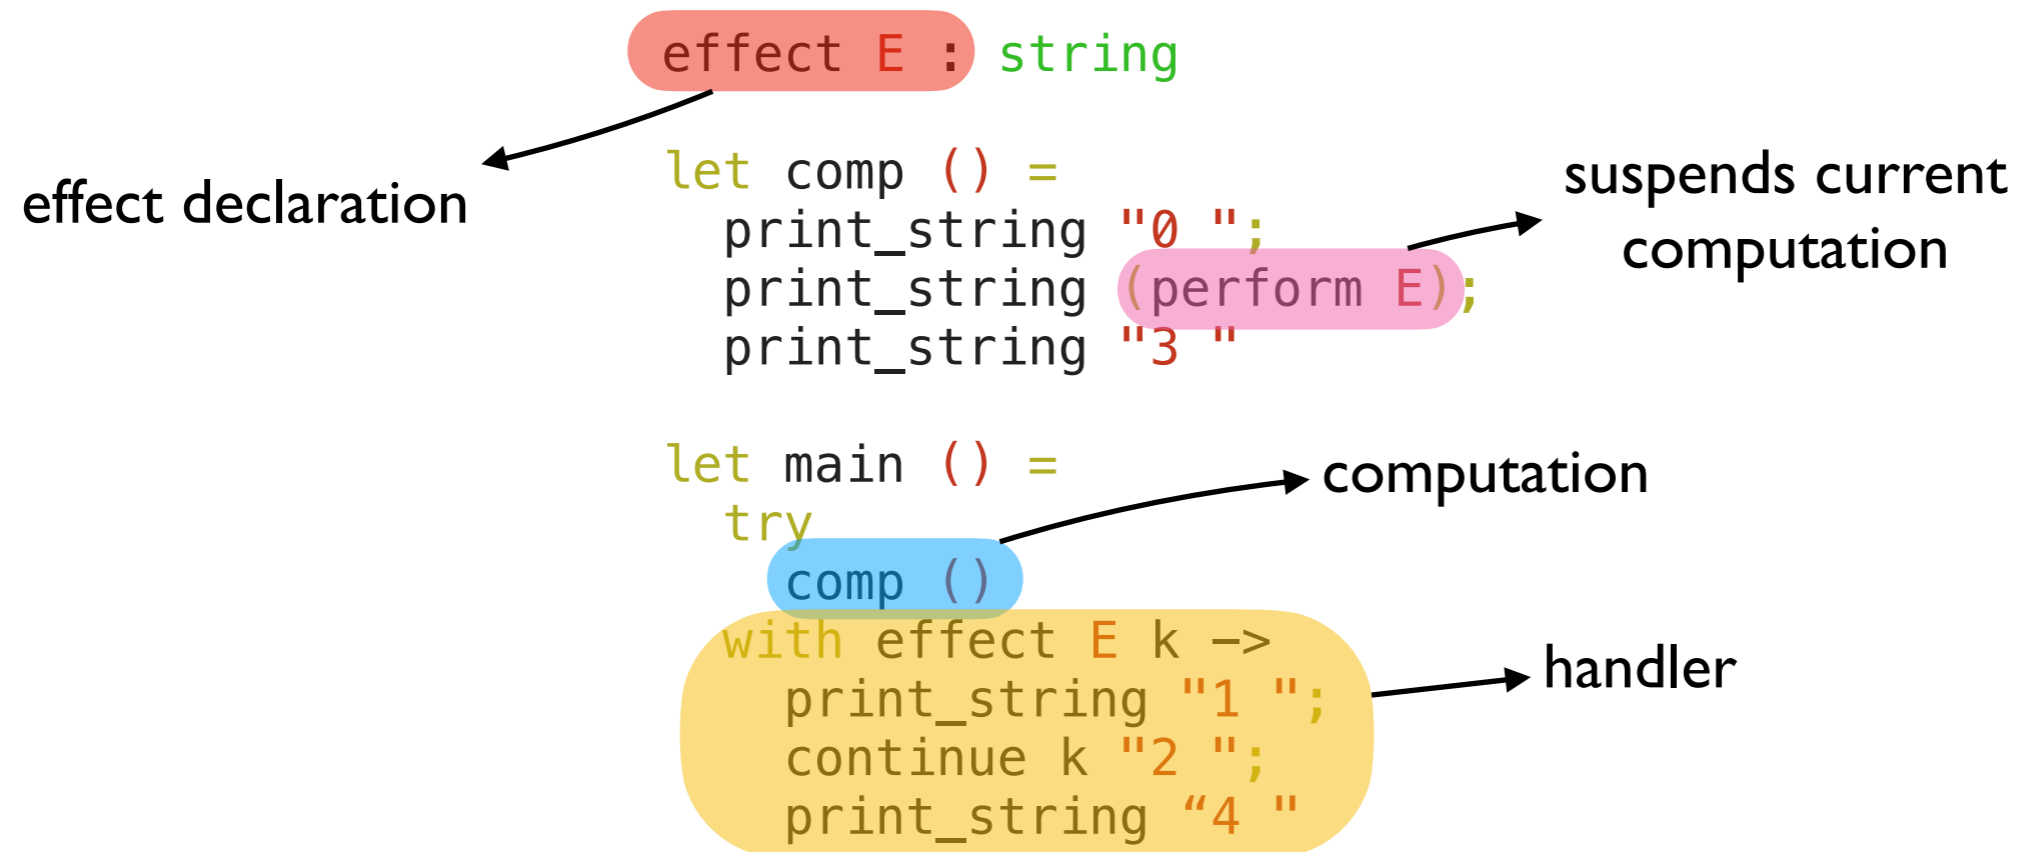 effect E : string
effect declaration
let comp () =
print_string "0 ";
print_string (perform E);
print_string "3 "
suspends current
computation
let main () =
try
comp ()
computation
with effect E k ->
print_string "1 ";
continue k "2 ";
print_string “4 "
handler